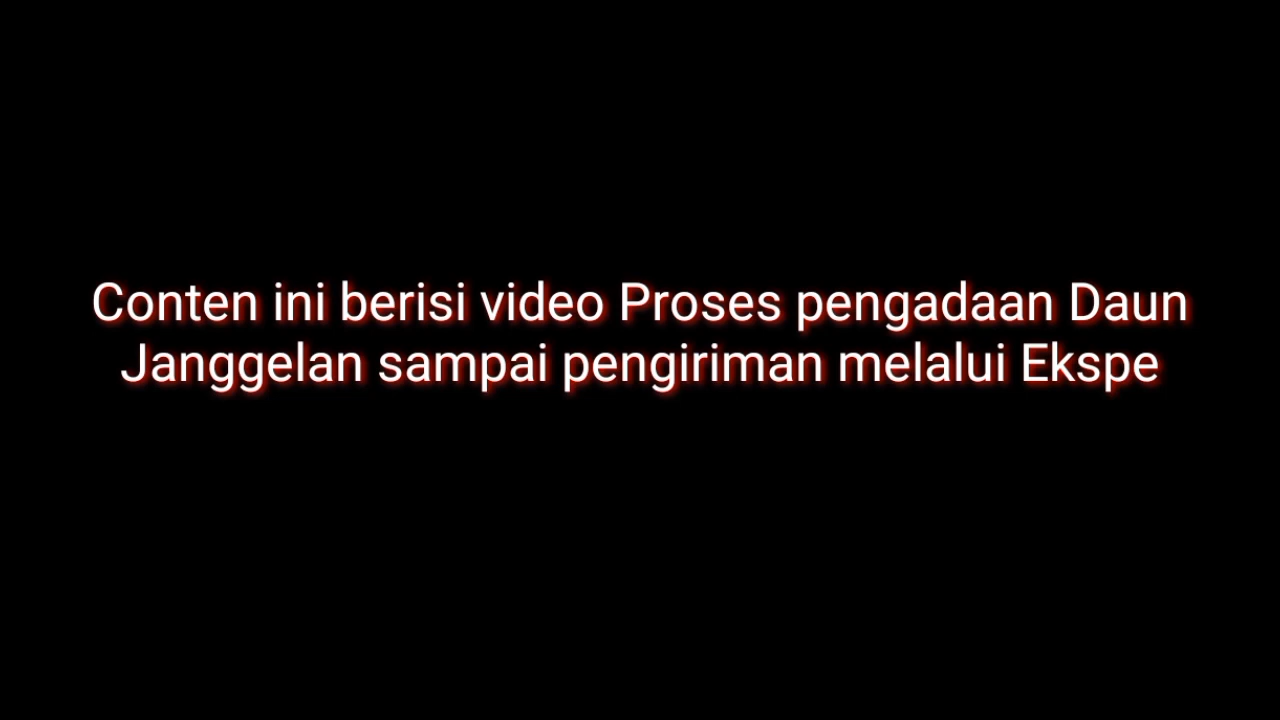 Conten ini berisi video Proses pengadaan Daun
Janggelan sampai pengiriman melalui Ekspe